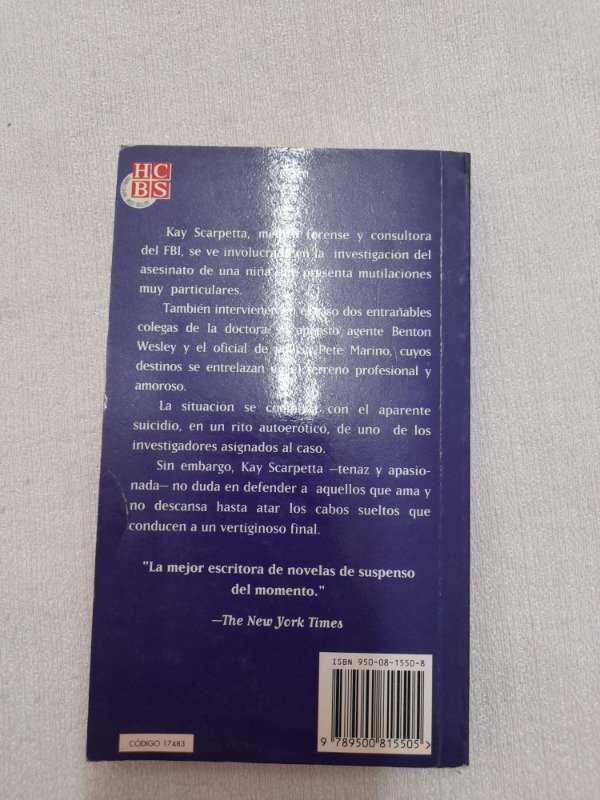 HC
BS
Kay Scarpetta, forense y consultora
del FBI, se ve involucrada en la investigación del
asesinato de una niña que presenta mutilaciones
muy particulares.
También intervienen en el caso dos entrañables
colegas de la doctora: el apuesto agente Benton
Wesley y el oficial de policía Pete Marino, cuyos
destinos se entrelazan en el terreno profesional y
amoroso.
La situación se complica con el aparente
suicidio, en un rito autoerótico, de uno de los
investigadores asignados al caso.
Sin embargo, Kay Scarpetta —tenaz y apasio-
nada— no duda en defender a aquellos que ama y
no descansa hasta atar los cabos sueltos que
conducen a un vertiginoso final.
"La mejor escritora de novelas de suspenso
del momento."
—The New York Times
ISBN 950-08-1550-8
9 789500 815505
CÓDIGO 17483